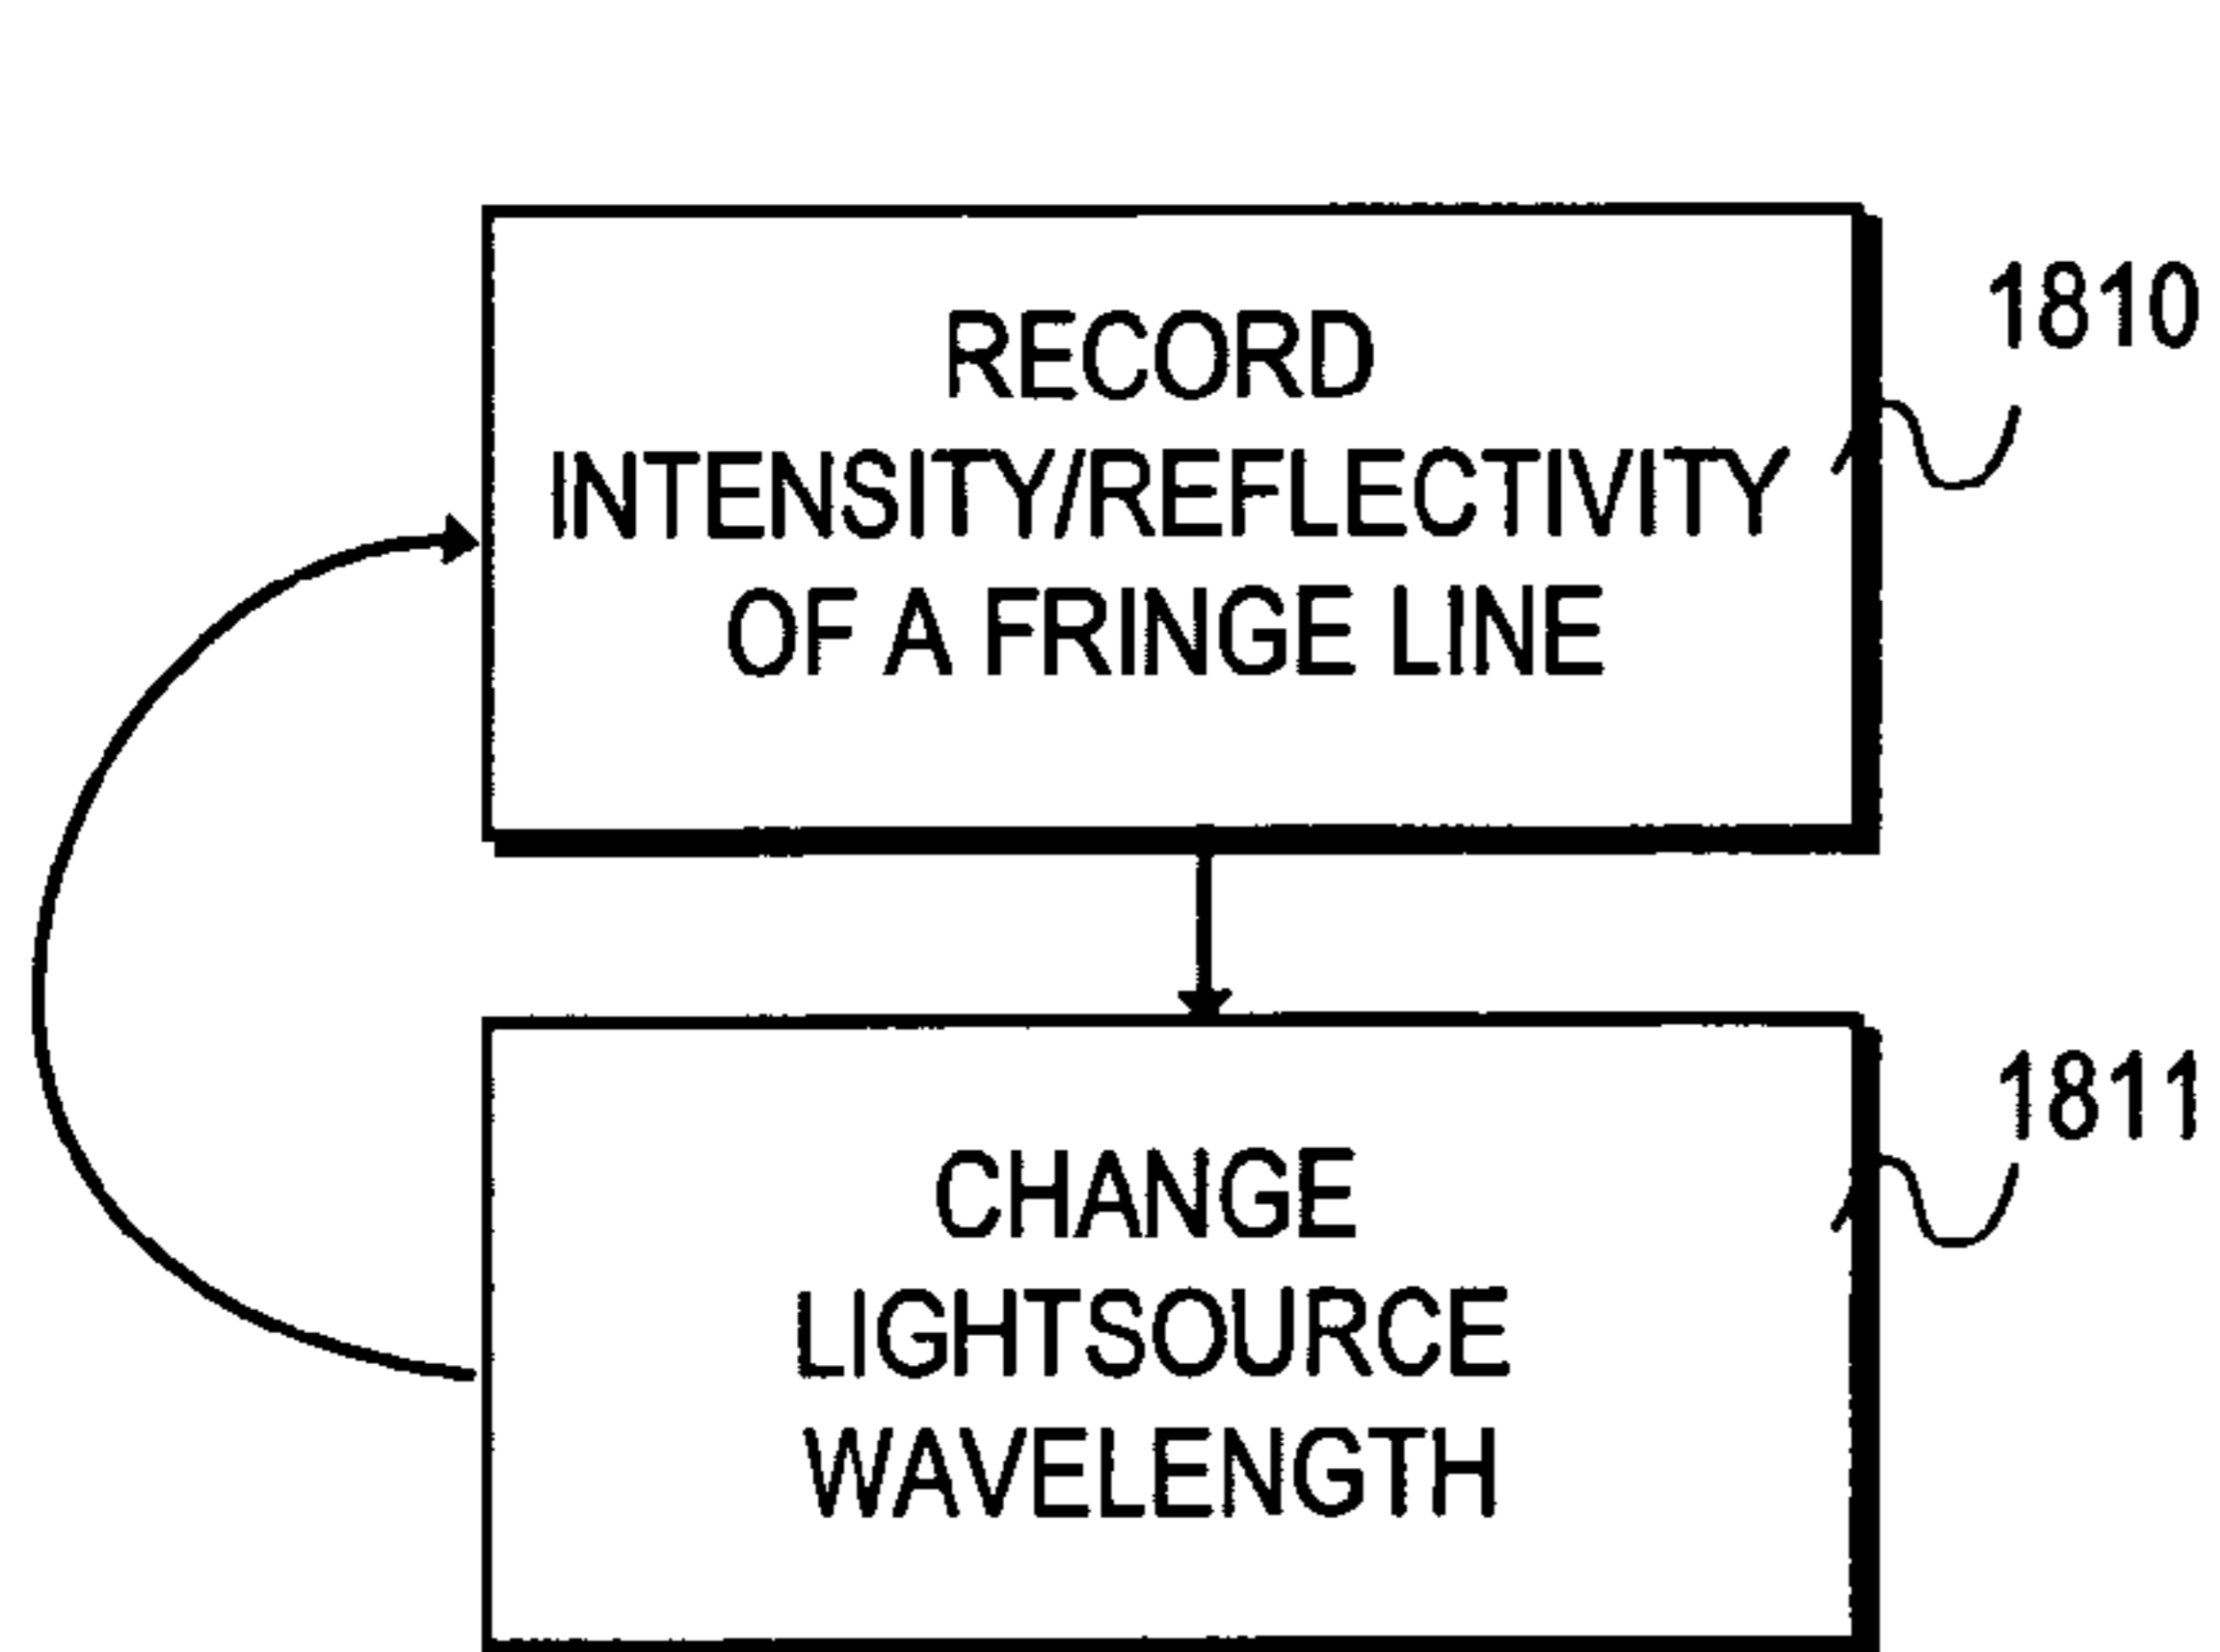 RECORD
INTENSITY/REFLECTIVITY
OF A FRINGE LINE
1810
CHANGE
LIGHTSOURCE
WAVELENGTH
1811